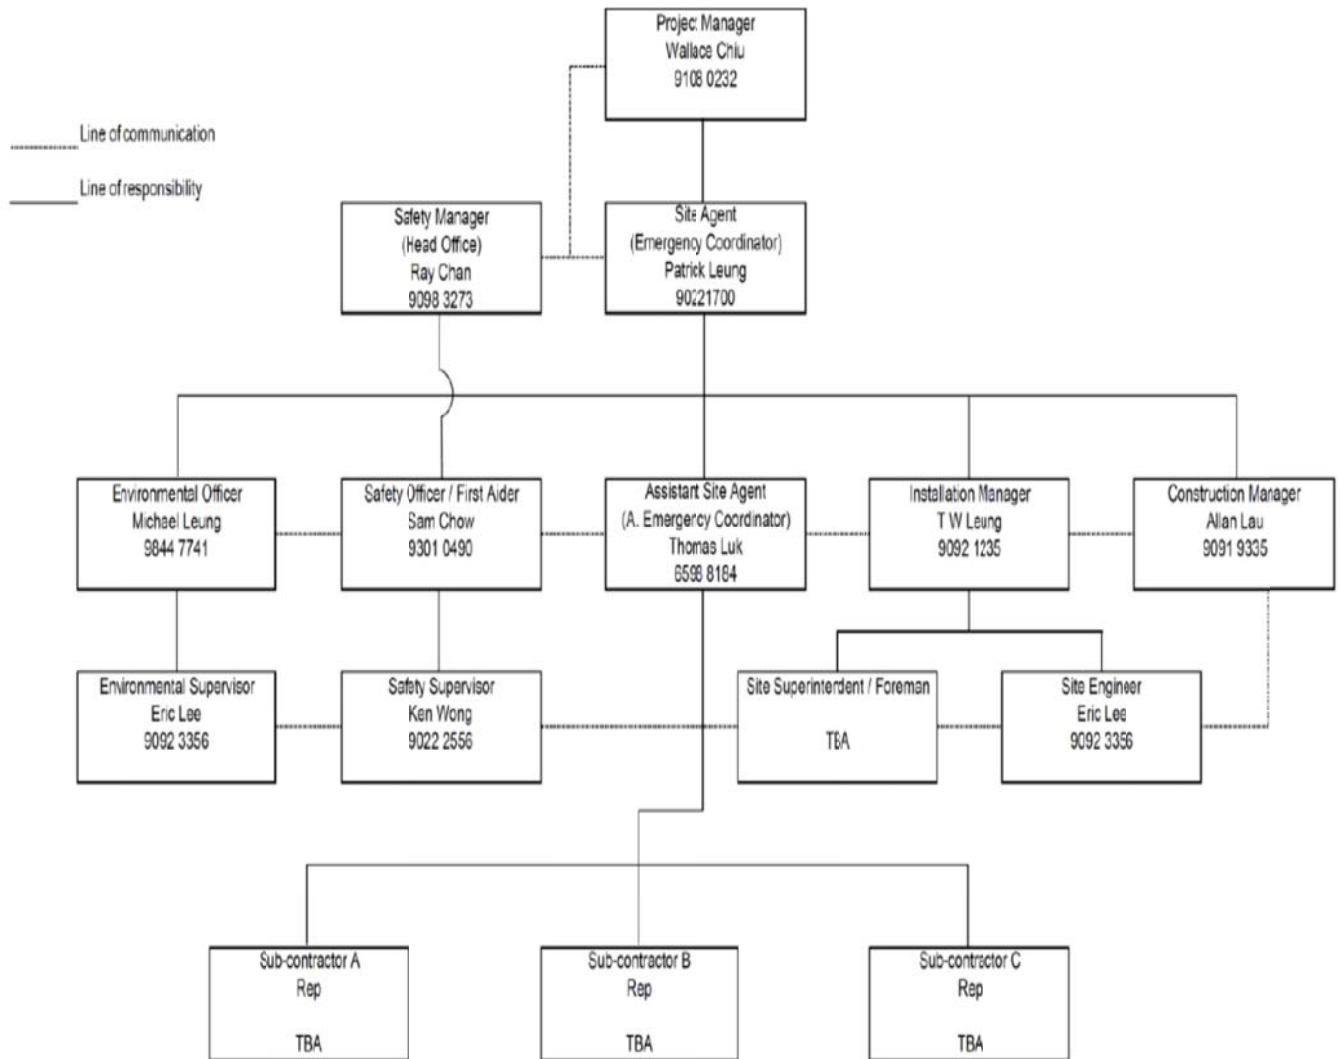 Project Manager
Wallace Chiu
9108 0232
Line of communication
Line of responsibility
Safety Manager
(Head Office)
Ray Chan
9098 3273
Site Agent
(Emergency Coordinator)
Patrick Leung
90221700
Environmental Officer
Michael Leung
9844 7741
Safety Officer / First Aider
Sam Chow
9301 0490
Assistant Site Agent
(A. Emergency Coordinator)
Thomas Luk
6598 8184
Installation Manager
T W Leung
9092 1235
Construction Manager
Allan Lau
9091 9335
Environmental Supervisor
Eric Lee
9092 3356
Safety Supervisor
Ken Wong
9022 2556
Site Superintendent / Foreman
TBA
Site Engineer
Eric Lee
9092 3356
Sub-contractor A
Rep
TBA
Sub-contractor B
Rep
TBA
Sub-contractor C
Rep
TBA